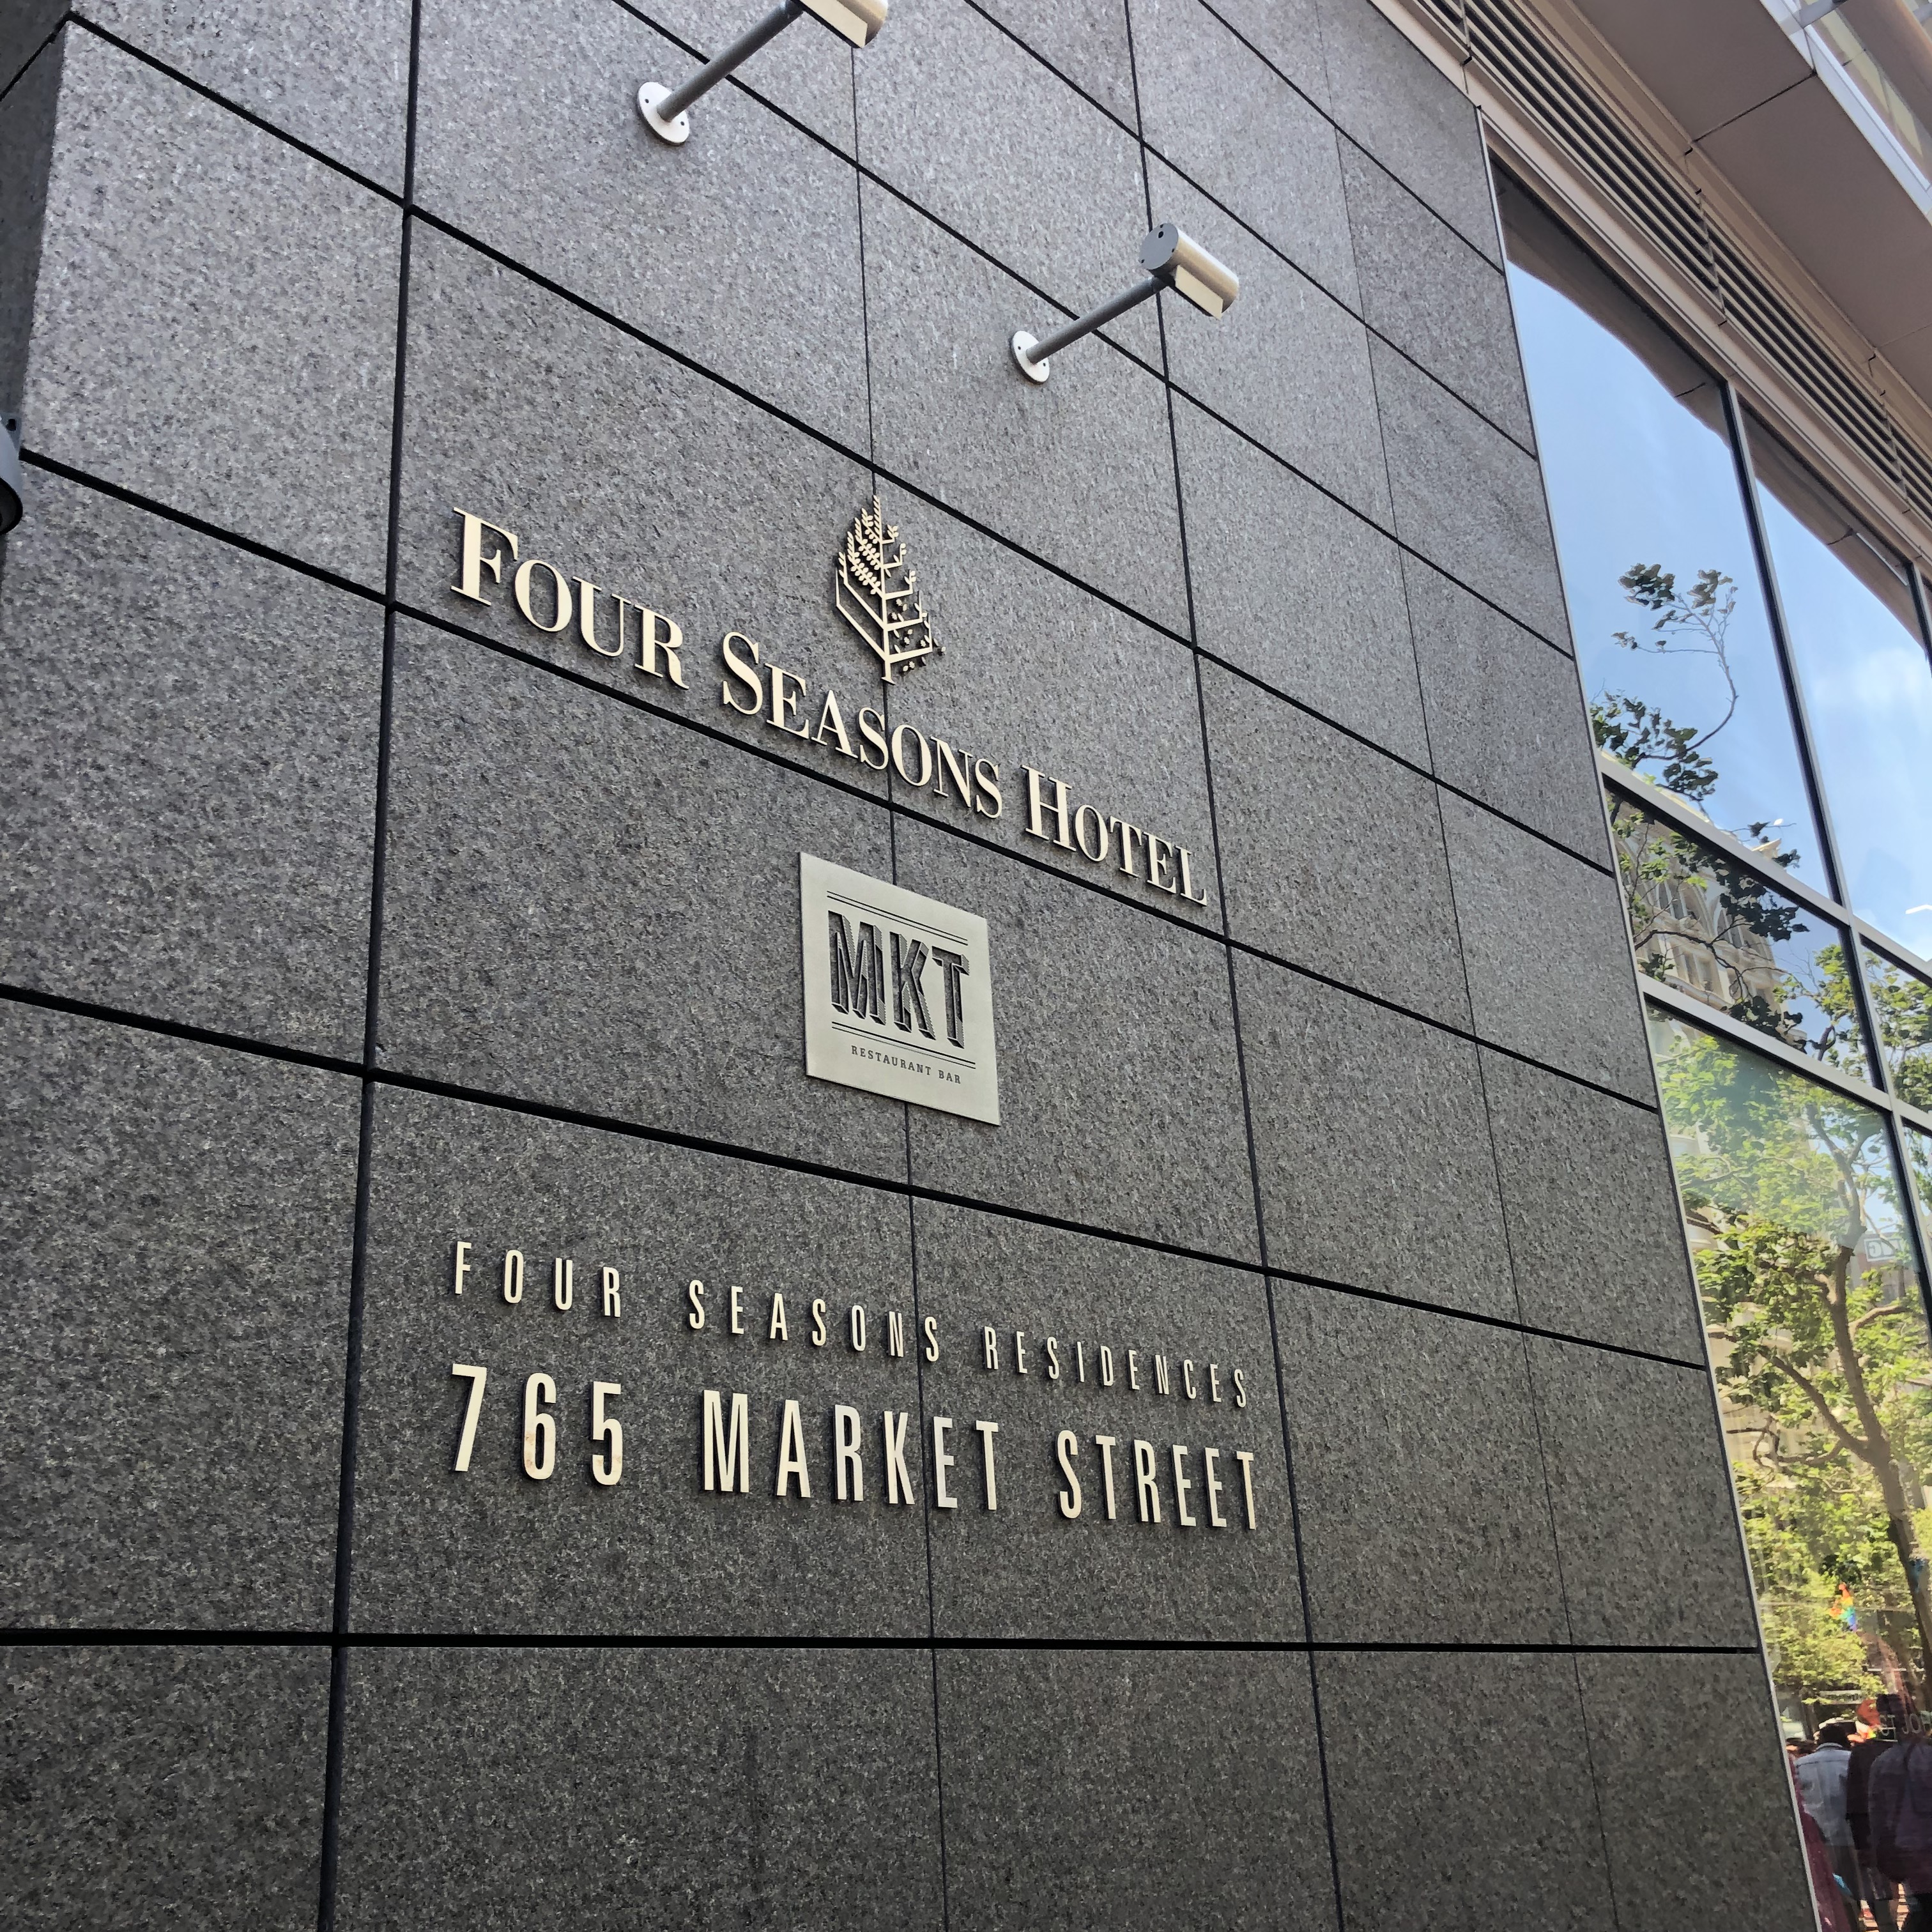 FOUR SEASONS HOTEL
MKT
RESTAURANT BAR
FOUR SEASONS RESIDENCES
765 MARKET STREET